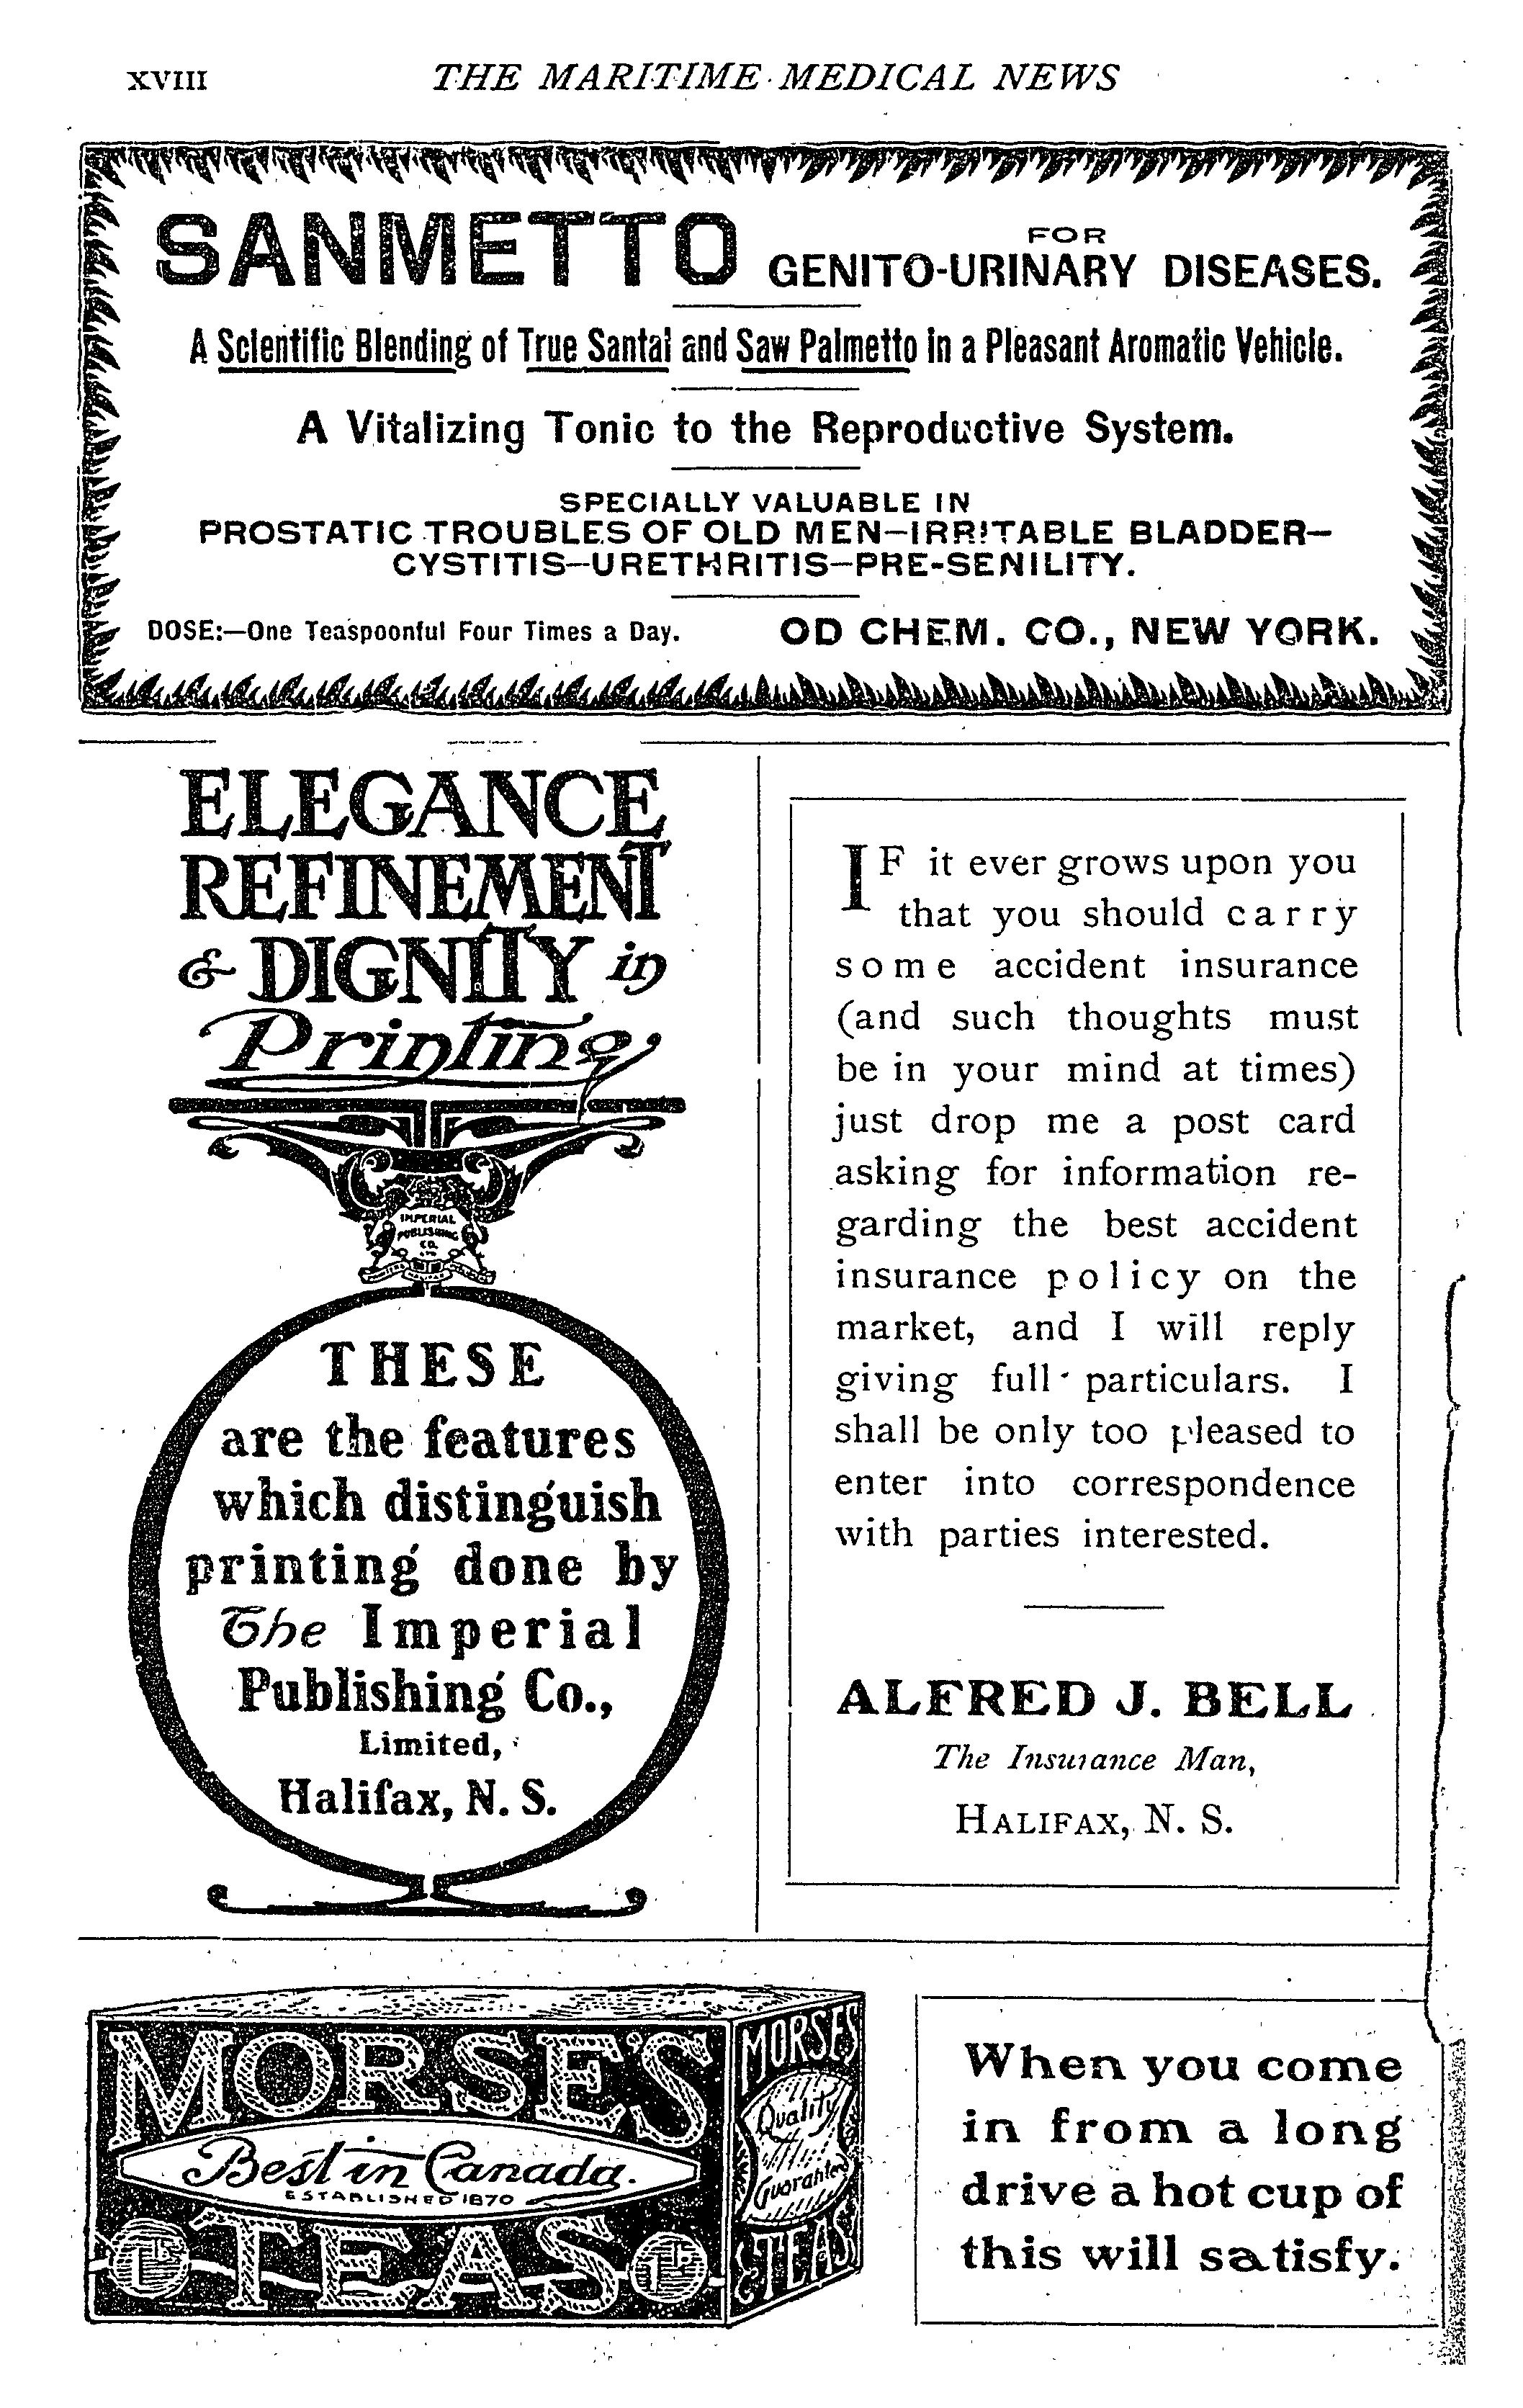 XVIII
THE MARITIME MEDICAL NEWS
SANMETTO
FOR
GENITO-URINARY DISEASES.
A Scientific Blending of True Santal and Saw Palmetto in a Pleasant Aromatic Vehicle.
A Vitalizing Tonic to the Reproductive System.
SPECIALLY VALUABLE IN
PROSTATIC TROUBLES OF OLD MEN—IRRITABLE BLADDER—
CYSTITIS—URETHRITIS—PRE-SENILITY.
DOSE:—One Teaspoonful Four Times a Day.
OD CHEM. CO., NEW YORK.
ELEGANCE
REFINEMENT
& DIGNITY in
Printing
IMPERIAL
PUBLISHING
CO.
LTD
HALIFAX
THESE
are the features
which distinguish
printing done by
The Imperial
Publishing Co.,
Limited,
Halifax, N. S.
IF it ever grows upon you
that you should carry
some accident insurance
(and such thoughts must
be in your mind at times)
just drop me a post card
asking for information re-
garding the best accident
insurance policy on the
market, and I will reply
giving full particulars. I
shall be only too pleased to
enter into correspondence
with parties interested.
ALFRED J. BELL
The Insurance Man,
HALIFAX, N. S.
MORSE'S
Best in Canada.
ESTABLISHED 1870
TEAS
MORSES
Quality
Guaranteed
TEAS
When you come
in from a long
drive a hot cup of
this will satisfy.